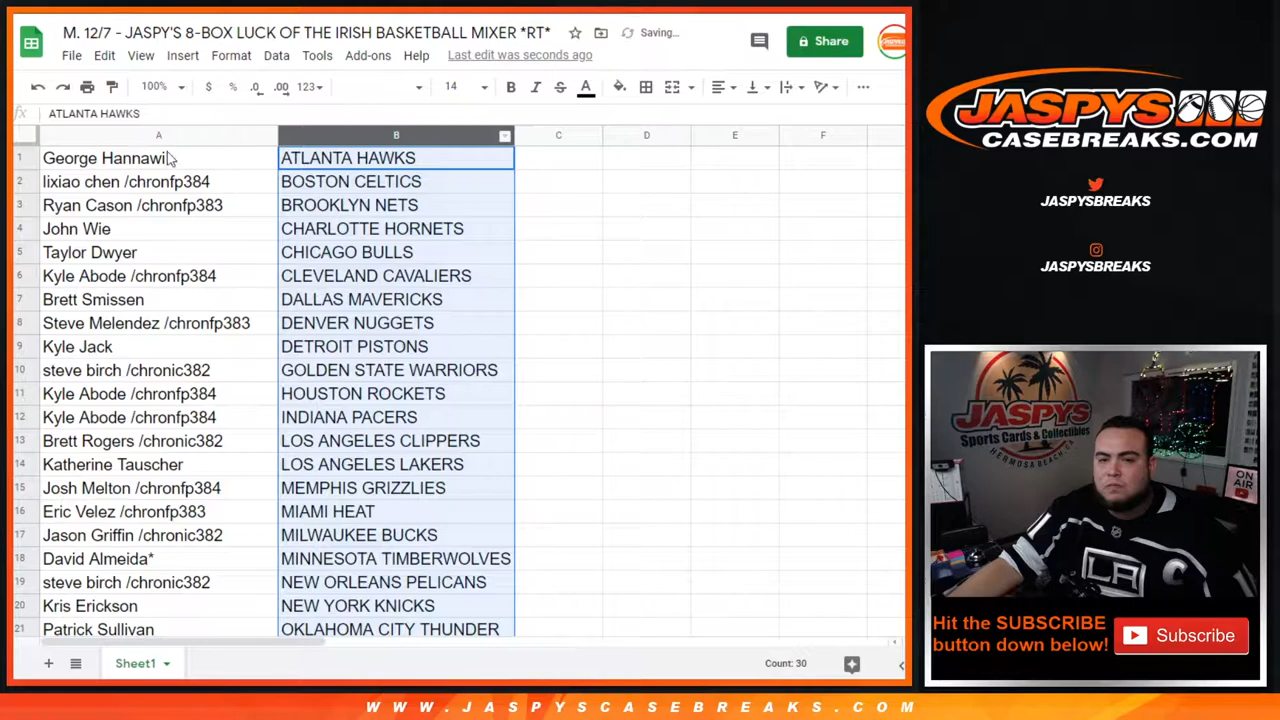 M. 12/7 - JASPY'S 8-BOX LUCK OF THE IRISH BASKETBALL MIXER *RT*
Saving...
Share
File Edit View Insert Format Data Tools Add-ons Help Last edit was seconds ago
100% $ % .0 .00 123 14 B I S A
fx ATLANTA HAWKS
A B C D E F
1 George Hannawi ATLANTA HAWKS
2 lixiao chen /chronfp384 BOSTON CELTICS
3 Ryan Cason /chronfp383 BROOKLYN NETS
4 John Wie CHARLOTTE HORNETS
5 Taylor Dwyer CHICAGO BULLS
6 Kyle Abode /chronfp384 CLEVELAND CAVALIERS
7 Brett Smissen DALLAS MAVERICKS
8 Steve Melendez /chronfp383 DENVER NUGGETS
9 Kyle Jack DETROIT PISTONS
10 steve birch /chronic382 GOLDEN STATE WARRIORS
11 Kyle Abode /chronfp384 HOUSTON ROCKETS
12 Kyle Abode /chronfp384 INDIANA PACERS
13 Brett Rogers /chronic382 LOS ANGELES CLIPPERS
14 Katherine Tauscher LOS ANGELES LAKERS
15 Josh Melton /chronfp384 MEMPHIS GRIZZLIES
16 Eric Velez /chronfp383 MIAMI HEAT
17 Jason Griffin /chronic382 MILWAUKEE BUCKS
18 David Almeida* MINNESOTA TIMBERWOLVES
19 steve birch /chronic382 NEW ORLEANS PELICANS
20 Kris Erickson NEW YORK KNICKS
21 Patrick Sullivan OKLAHOMA CITY THUNDER
Sheet1
Count: 30
JASPYS
CASEBREAKS.COM
JASPYSBREAKS
JASPYSBREAKS
JASPYS
Sports Cards & Collectibles
HERMOSA BEACH, CA
ON
AIR
LA
C
Hit the SUBSCRIBE
button down below!
Subscribe
WWW.JASPYSCASEBREAKS.COM